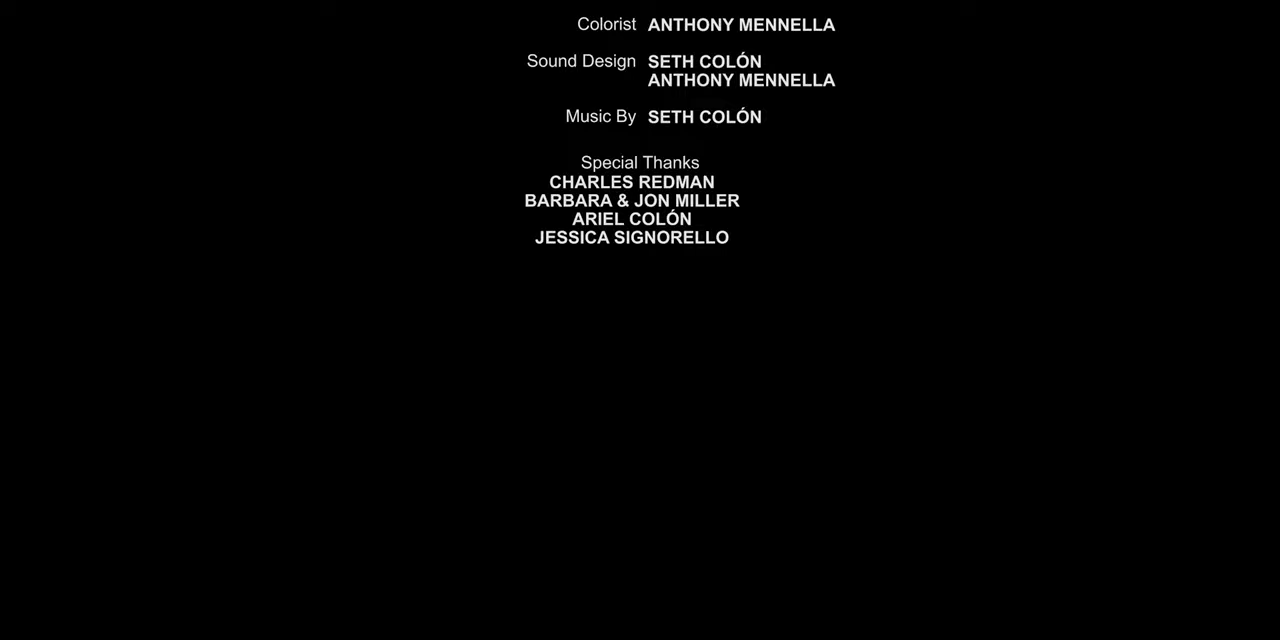 Colorist ANTHONY MENNELLA
Sound Design SETH COLÓN
ANTHONY MENNELLA
Music By SETH COLÓN
Special Thanks
CHARLES REDMAN
BARBARA & JON MILLER
ARIEL COLÓN
JESSICA SIGNORELLO